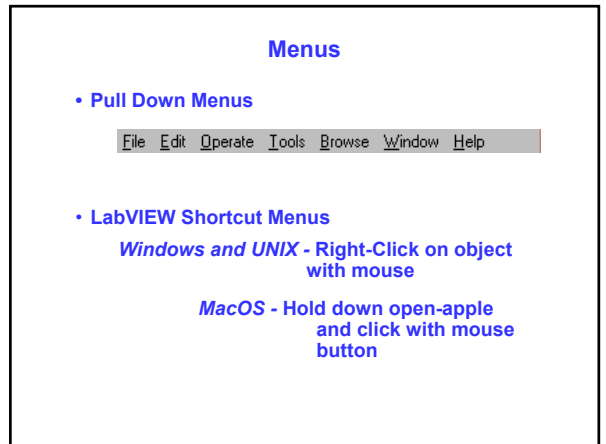 Menus
• Pull Down Menus
File Edit Operate Tools Browse Window Help
• LabVIEW Shortcut Menus
Windows and UNIX - Right-Click on object
with mouse
MacOS - Hold down open-apple
and click with mouse
button